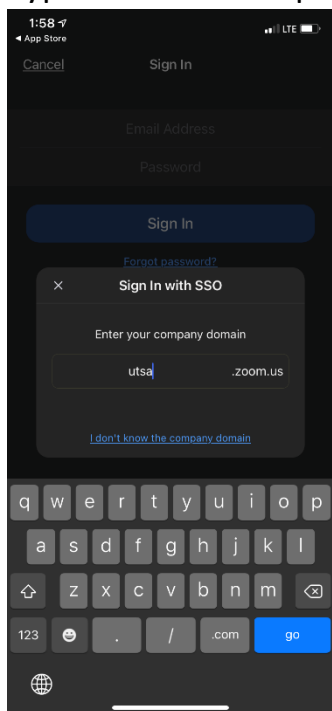 1:58
LTE
◀ App Store
Cancel Sign In
Email Address
Password
Sign In
Forgot password?
× Sign In with SSO
Enter your company domain
utsa .zoom.us
I don't know the company domain
q w e r t y u i o p
a s d f g h j k l
z x c v b n m
123 . / .com go